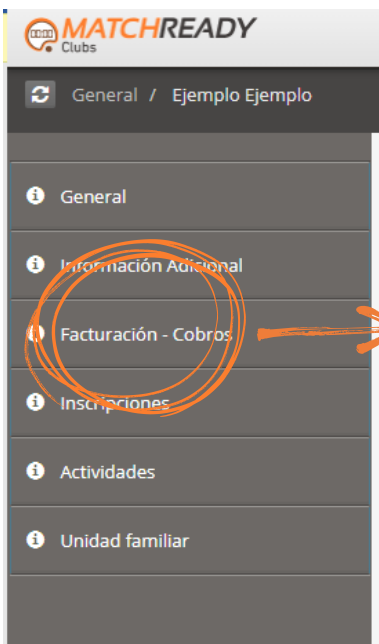 MATCHREADY
Clubs
General / Ejemplo Ejemplo
General
Información Adicional
Facturación - Cobros
Inscripciones
Actividades
Unidad familiar